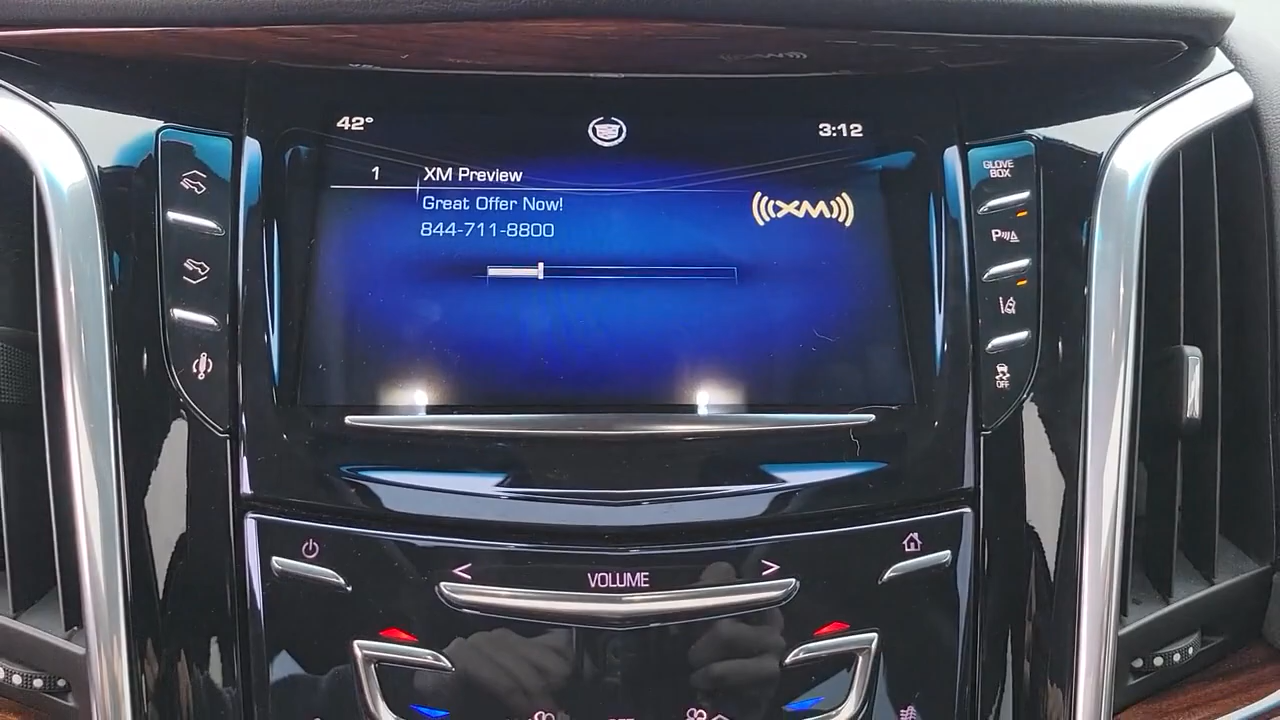 42°
3:12
1 XM Preview
Great Offer Now!
844-711-8800
((XM))
GLOVE
BOX
P
OFF
< VOLUME >